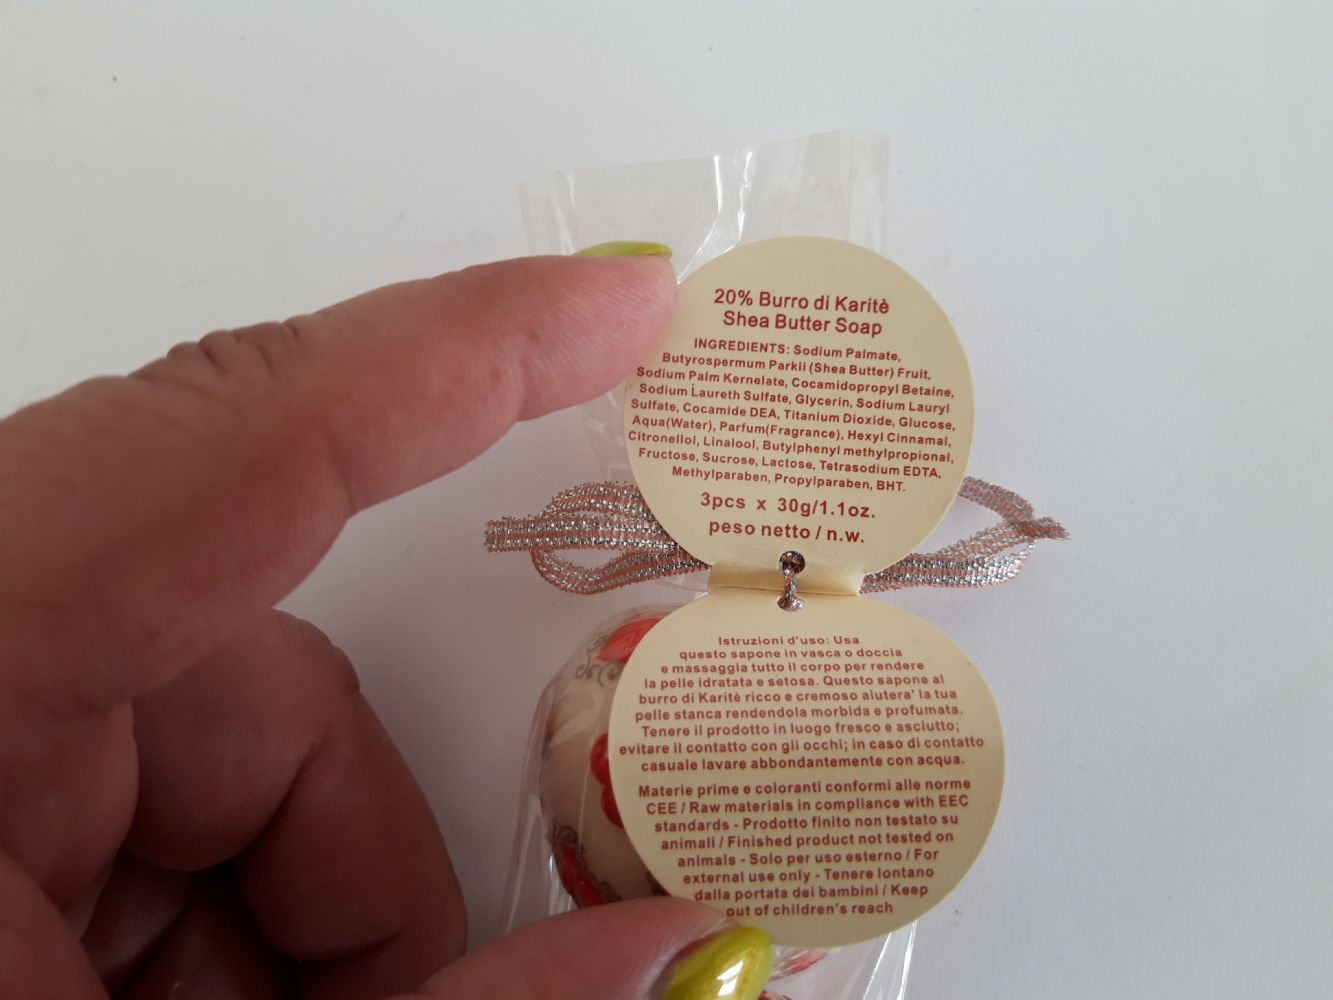 20% Burro di Karitè
Shea Butter Soap
INGREDIENTS: Sodium Palmate,
Butyrospermum Parkii (Shea Butter) Fruit,
Sodium Palm Kernelate, Cocamidopropyl Betaine,
Sodium Laureth Sulfate, Glycerin, Sodium Lauryl
Sulfate, Cocamide DEA, Titanium Dioxide, Glucose,
Aqua(Water), Parfum(Fragrance), Hexyl Cinnamal,
Citronellol, Linalool, Butylphenyl methylpropional,
Fructose, Sucrose, Lactose, Tetrasodium EDTA,
Methylparaben, Propylparaben, BHT.
3pcs x 30g/1.1oz.
peso netto / n.w.
Istruzioni d'uso: Usa
questo sapone in vasca o doccia
e massaggia tutto il corpo per rendere
la pelle idratata e setosa. Questo sapone al
burro di Karitè ricco e cremoso aiutera' la tua
pelle stanca rendendola morbida e profumata.
Tenere il prodotto in luogo fresco e asciutto;
evitare il contatto con gli occhi; in caso di contatto
casuale lavare abbondantemente con acqua.
Materie prime e coloranti conformi alle norme
CEE / Raw materials in compliance with EEC
standards - Prodotto finito non testato su
animali / Finished product not tested on
animals - Solo per uso esterno / For
external use only - Tenere lontano
dalla portata dei bambini / Keep
out of children's reach